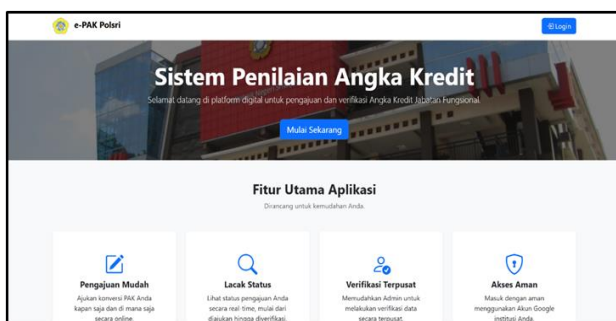 e-PAK Polsri
Login
Sistem Penilaian Angka Kredit
Selamat datang di platform digital untuk pengajuan dan verifikasi Angka Kredit Jabatan Fungsional.
Mulai Sekarang
Fitur Utama Aplikasi
Dirancang untuk kemudahan Anda.
Pengajuan Mudah
Ajukan konversi PAK Anda
kapan saja dan di mana saja
secara online.
Lacak Status
Lihat status pengajuan Anda
secara real-time, mulai dari
diajukan hingga diverifikasi.
Verifikasi Terpusat
Memudahkan Admin untuk
melakukan verifikasi data
secara terpusat.
Akses Aman
Masuk dengan aman
menggunakan Akun Google
institusi Anda.